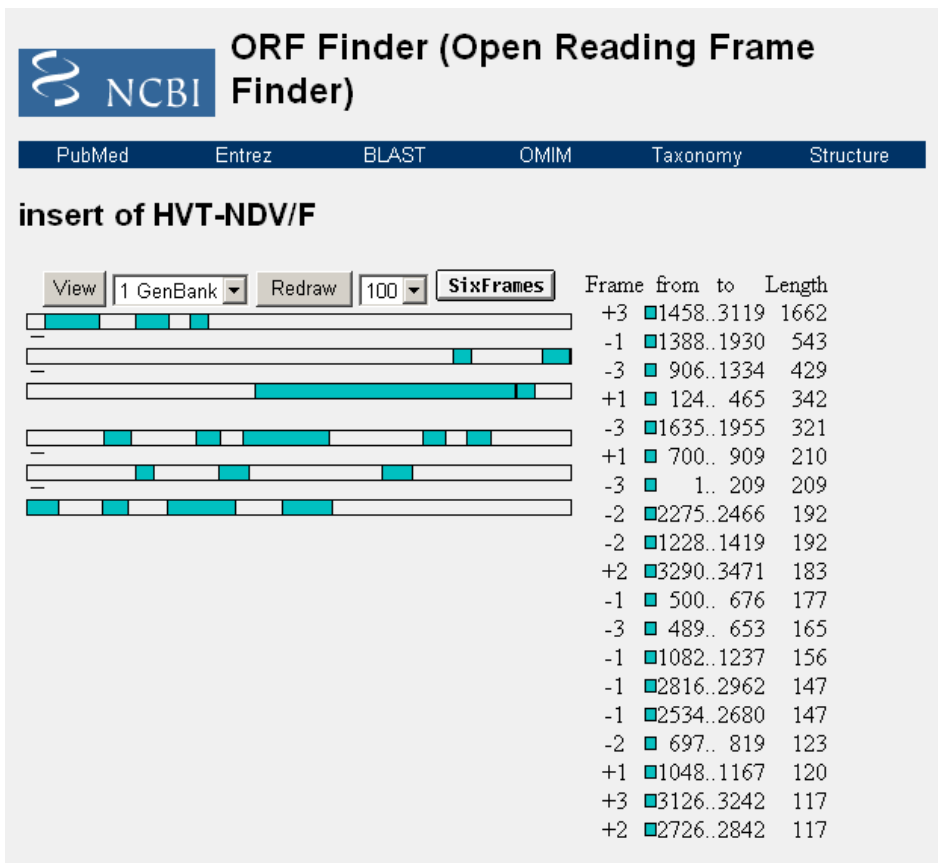 NCBI
ORF Finder (Open Reading Frame
Finder)
PubMed Entrez BLAST OMIM Taxonomy Structure
insert of HVT-NDV/F
View 1 GenBank Redraw 100 SixFrames
Frame from to Length
+3 1458..3119 1662
-1 1388..1930 543
-3 906..1334 429
+1 124.. 465 342
-3 1635..1955 321
+1 700.. 909 210
-3 1.. 209 209
-2 2275..2466 192
-2 1228..1419 192
+2 3290..3471 183
-1 500.. 676 177
-3 489.. 653 165
-1 1082..1237 156
-1 2816..2962 147
-1 2534..2680 147
-2 697.. 819 123
+1 1048..1167 120
+3 3126..3242 117
+2 2726..2842 117